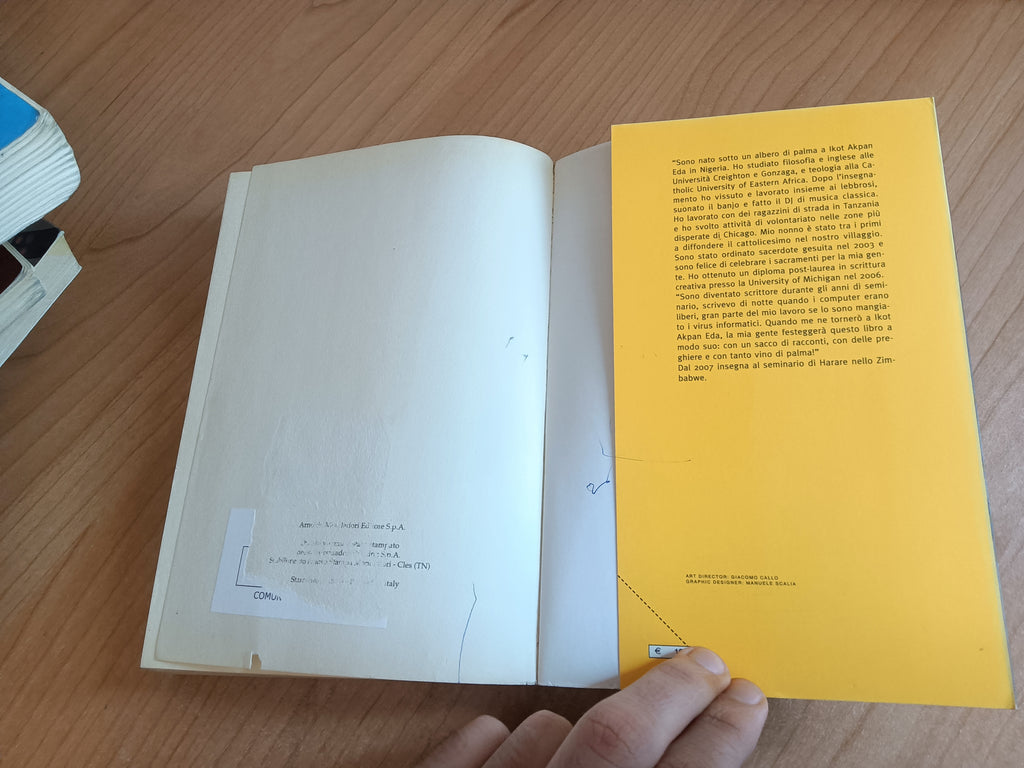 S.p.A.
stampato
S.p.A.
Cles (TN)
Italy
"Sono nato sotto un albero di palma a Ikot Akpan
Eda in Nigeria. Ho studiato filosofia e inglese alle
Università Creighton e Gonzaga, e teologia alla Ca-
tholic University of Eastern Africa. Dopo l'insegna-
mento ho vissuto e lavorato insieme ai lebbrosi,
suonato il banjo e fatto il DJ di musica classica.
Ho lavorato con dei ragazzini di strada in Tanzania
e ho svolto attività di volontariato nelle zone più
disperate di Chicago. Mio nonno è stato tra i primi
a diffondere il cattolicesimo nel nostro villaggio.
Sono stato ordinato sacerdote gesuita nel 2003 e
sono felice di celebrare i sacramenti per la mia gen-
te. Ho ottenuto un diploma post-laurea in scrittura
creativa presso la University of Michigan nel 2006.
"Sono diventato scrittore durante gli anni di semi-
nario, scrivevo di notte quando i computer erano
liberi, gran parte del mio lavoro se lo sono mangia-
to i virus informatici. Quando me ne tornerò a Ikot
Akpan Eda, la mia gente festeggerà questo libro a
modo suo: con un sacco di racconti, con delle pre-
ghiere e con tanto vino di palma!"
Dal 2007 insegna al seminario di Harare nello Zim-
babwe.
ART DIRECTOR: GIACOMO CALLO
GRAPHIC DESIGNER: MANUELE SCALIA
€